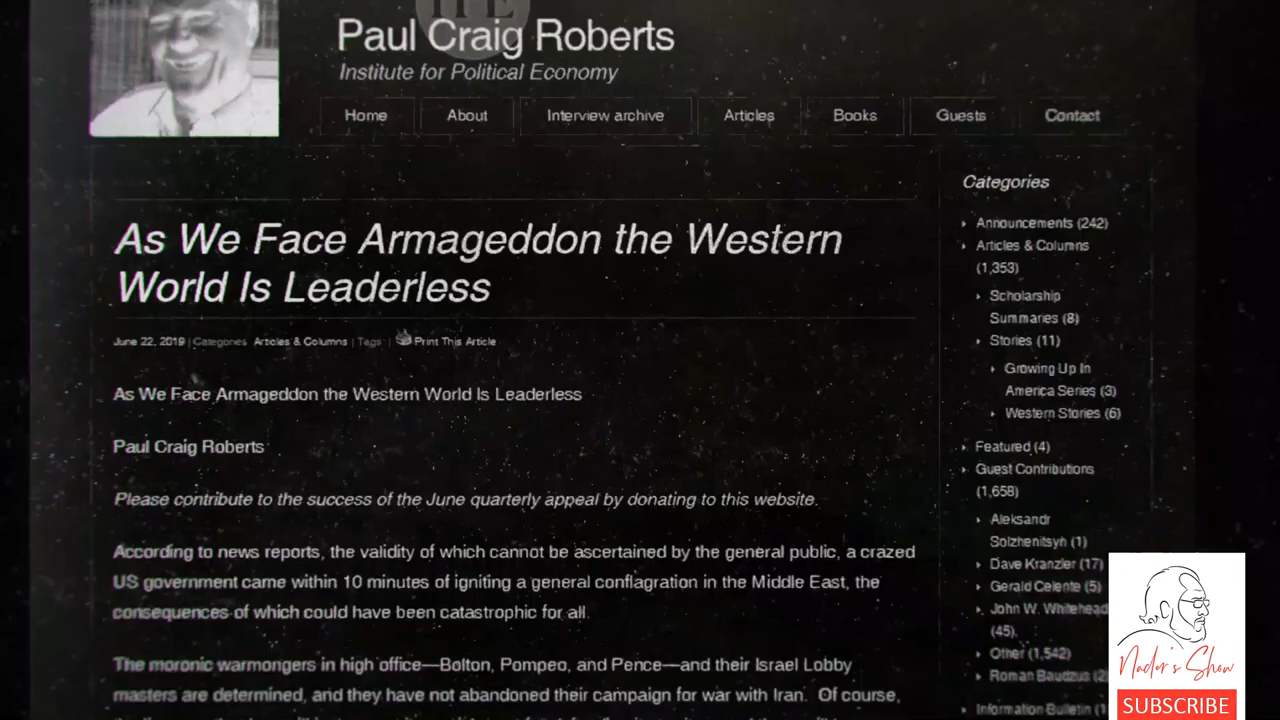 IPE
Paul Craig Roberts
Institute for Political Economy
Home About Interview archive Articles Books Guests Contact
As We Face Armageddon the Western
World Is Leaderless
June 22, 2019 | Categories: Articles & Columns | Tags: | Print This Article
As We Face Armageddon the Western World Is Leaderless
Paul Craig Roberts
Please contribute to the success of the June quarterly appeal by donating to this website.
According to news reports, the validity of which cannot be ascertained by the general public, a crazed
US government came within 10 minutes of igniting a general conflagration in the Middle East, the
consequences of which could have been catastrophic for all.
The moronic warmongers in high office—Bolton, Pompeo, and Pence—and their Israel Lobby
masters are determined, and they have not abandoned their campaign for war with Iran. Of course,
Categories
Announcements (242)
Articles & Columns
(1,353)
Scholarship
Summaries (8)
Stories (11)
Growing Up In
America Series (3)
Western Stories (6)
Featured (4)
Guest Contributions
(1,658)
Aleksandr
Solzhenitsyn (1)
Dave Kranzler (17)
Gerald Celente (5)
John W. Whitehead
(45)
Other (1,542)
Roman Baudzus
Information Bulletin
Nader's Show
SUBSCRIBE